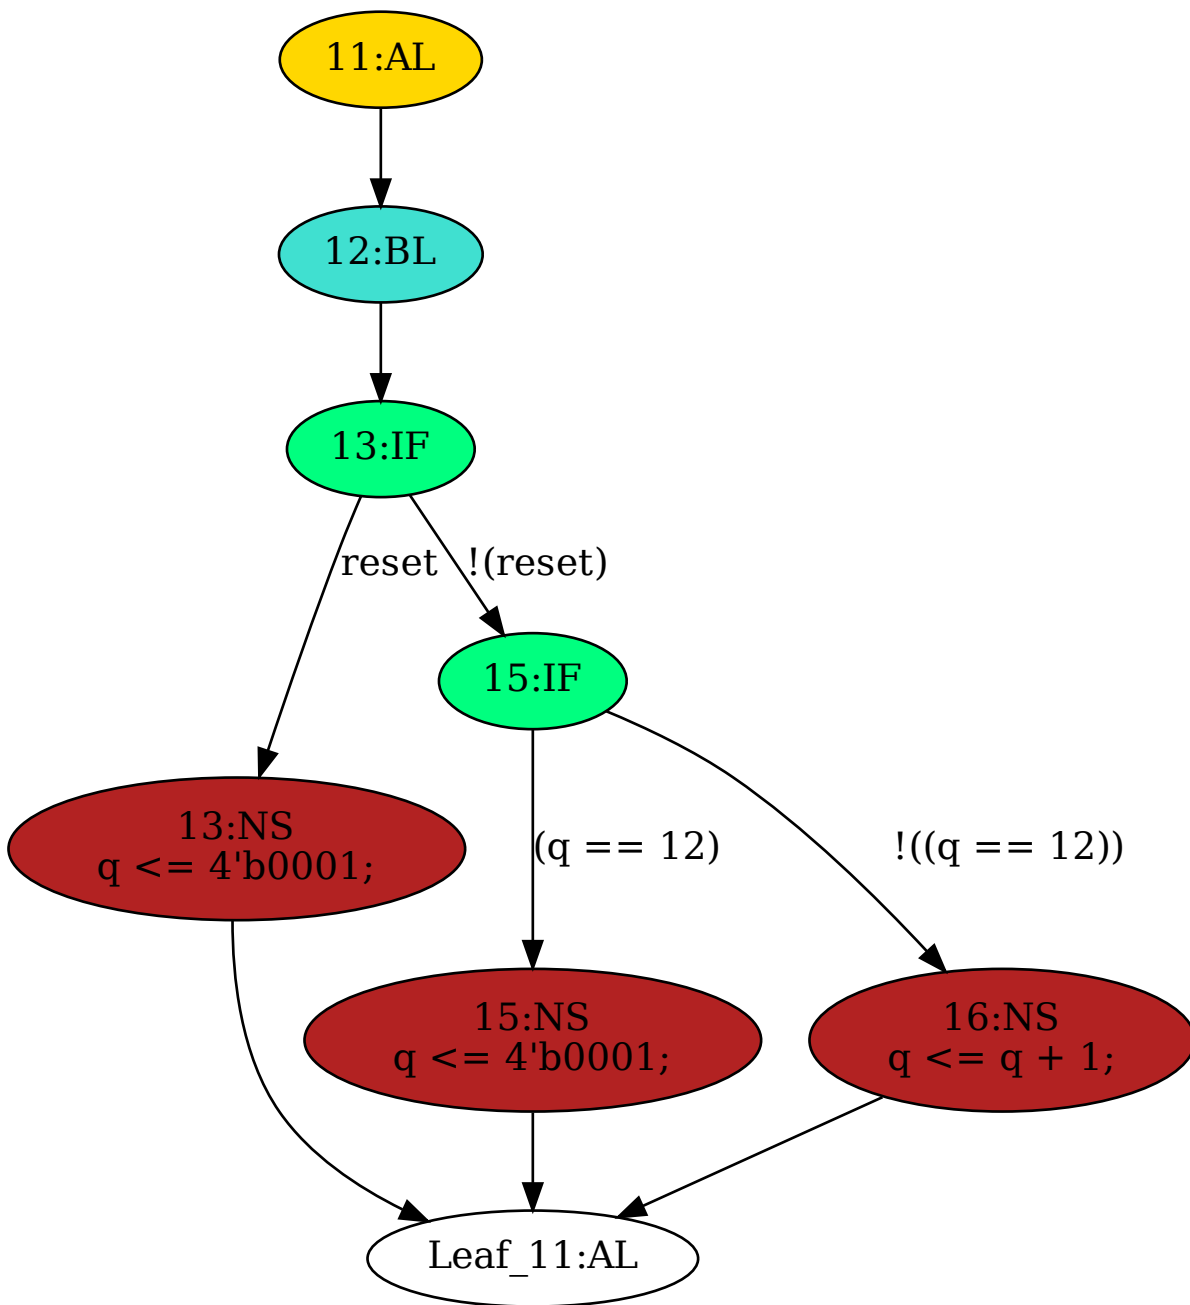 11:AL
12:BL
13:IF
reset
!(reset)
15:IF
13:NS
q <= 4'b0001;
(q == 12)
!((q == 12))
15:NS
q <= 4'b0001;
16:NS
q <= q + 1;
Leaf_11:AL